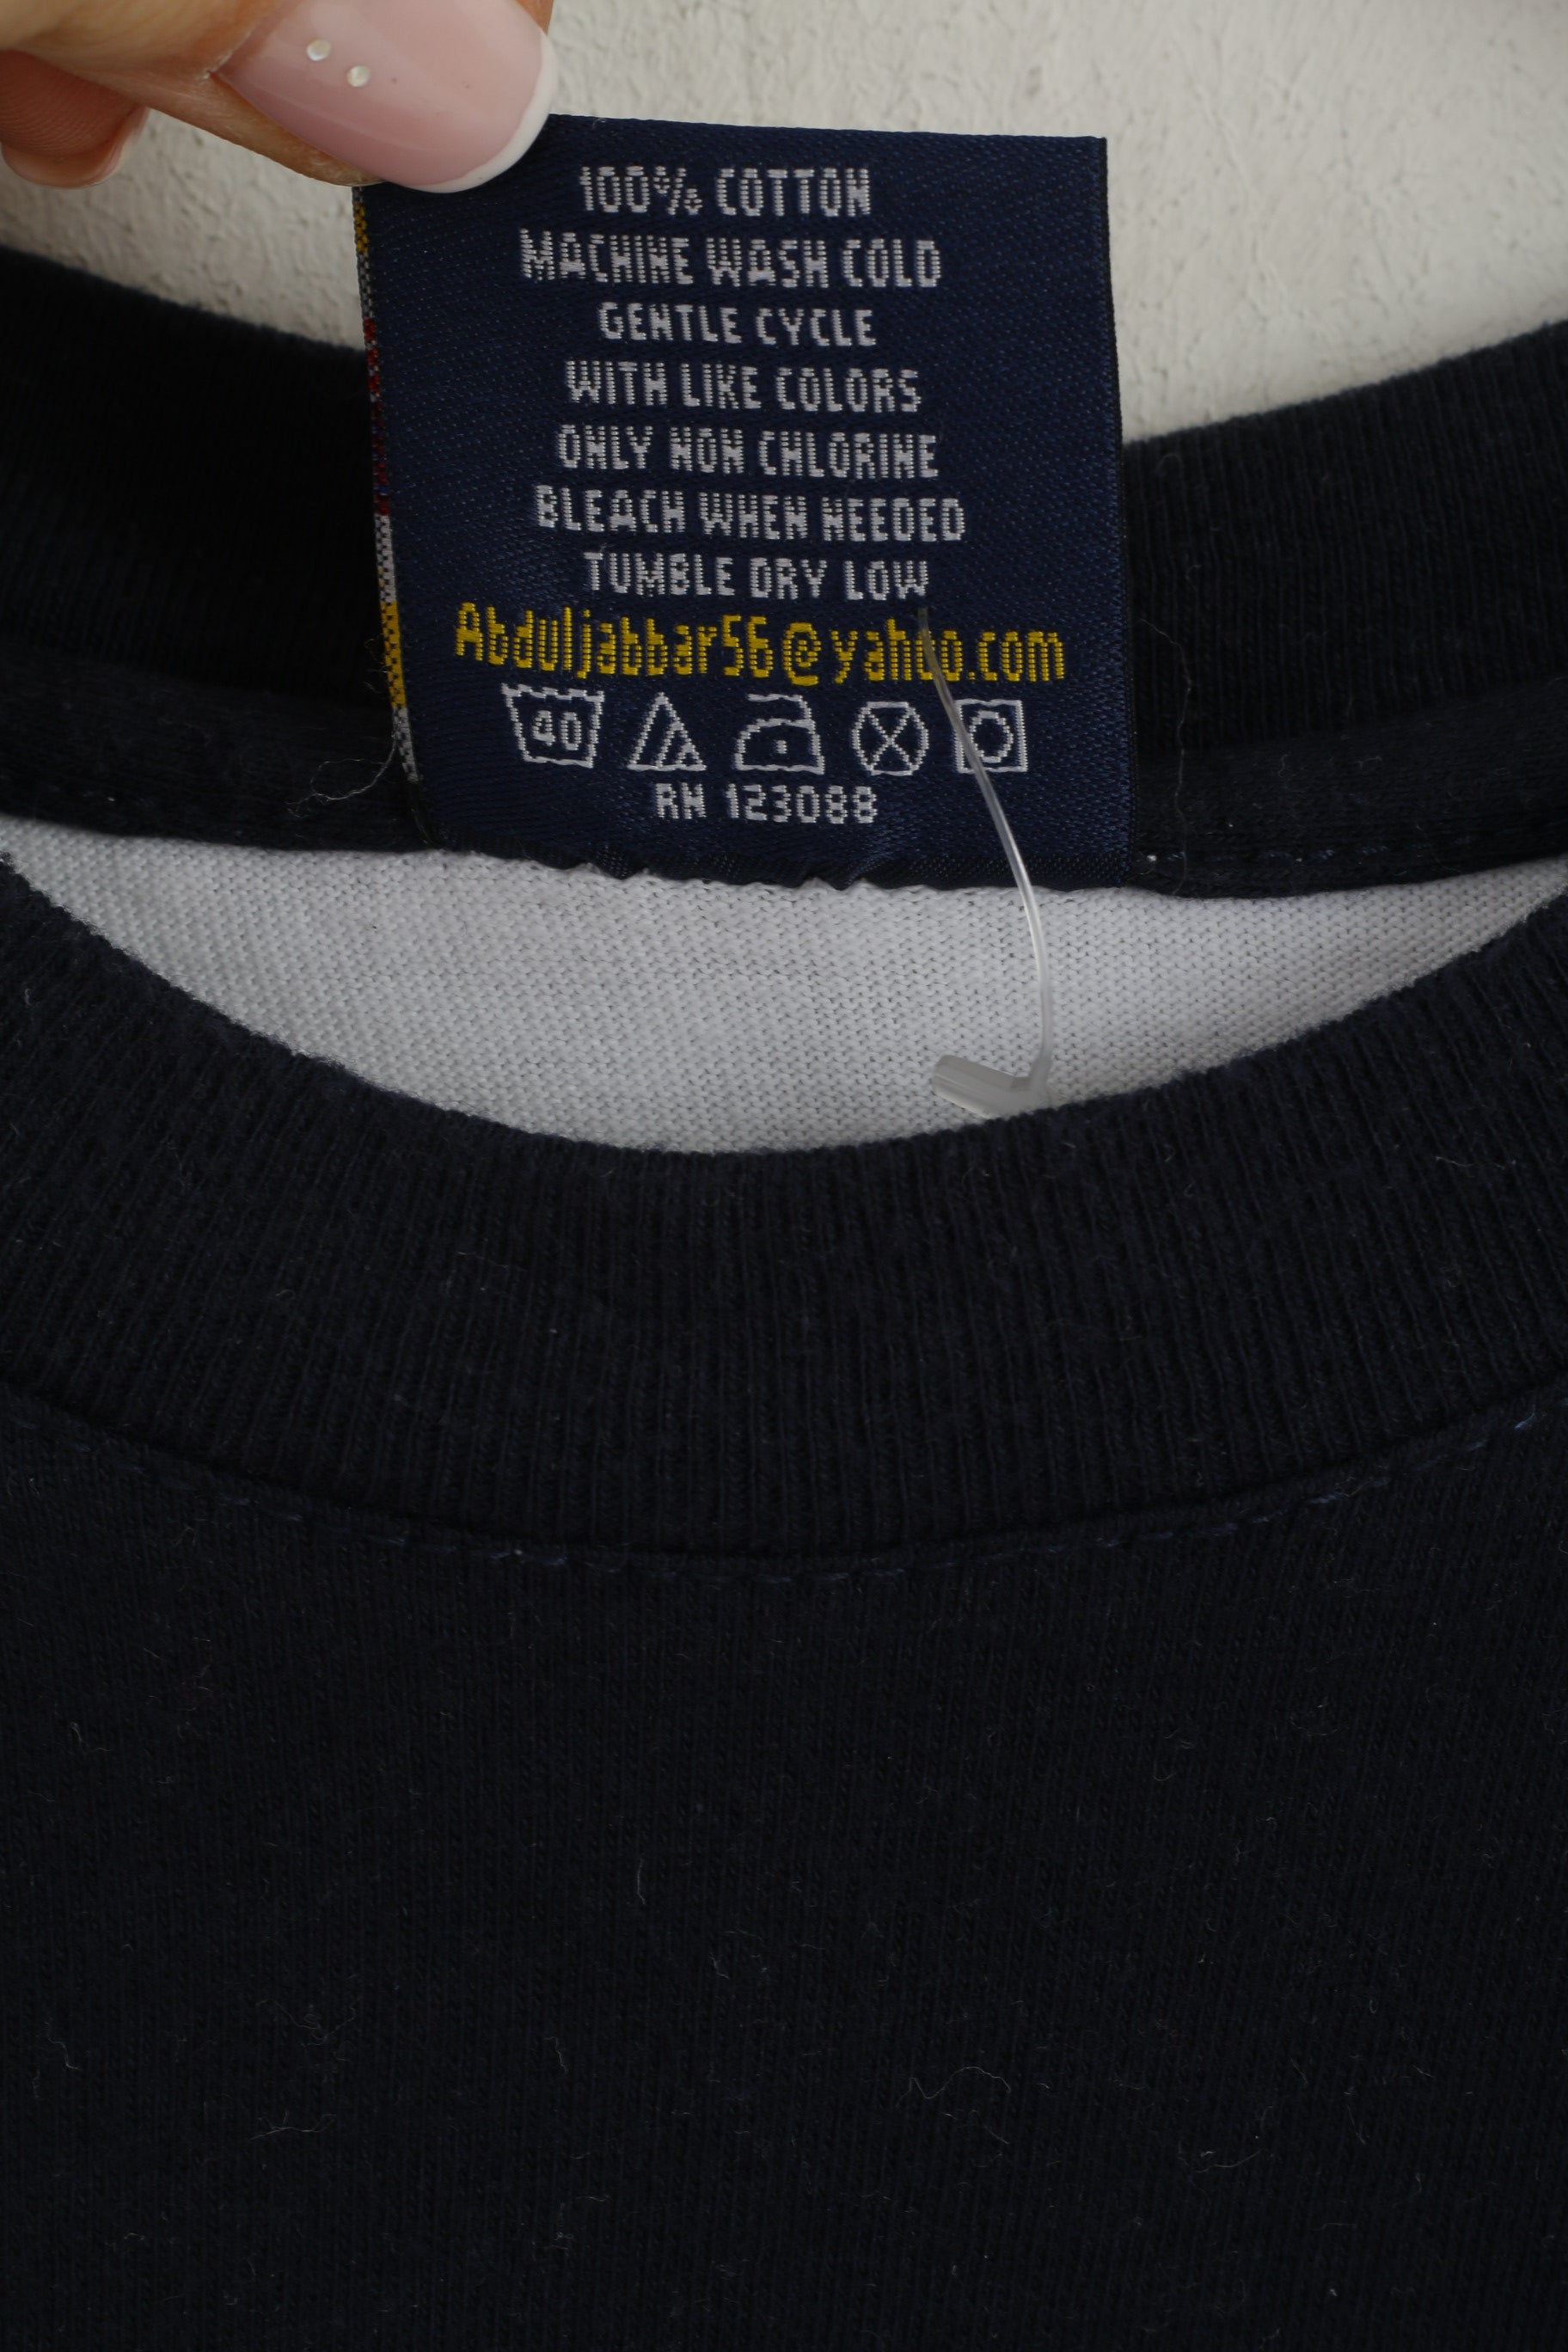 100% COTTON
MACHINE WASH COLD
GENTLE CYCLE
WITH LIKE COLORS
ONLY NON CHLORINE
BLEACH WHEN NEEDED
TUMBLE DRY LOW
Abduljabbar56@yahoo.com
40
RN 123088